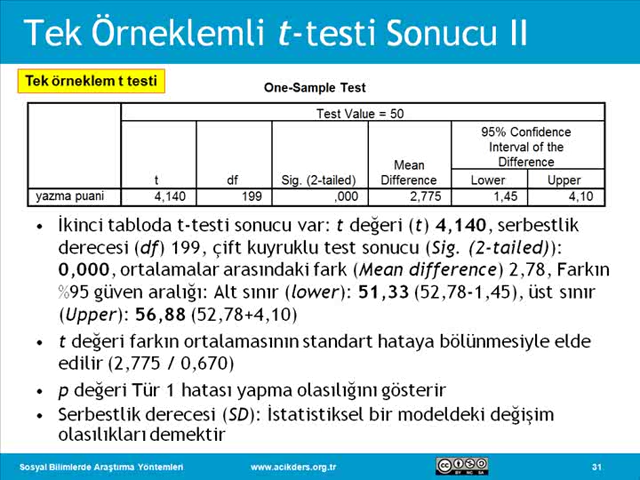 Tek Örneklemli t-testi Sonucu II
Tek örneklem t testi
One-Sample Test
Test Value = 50
95% Confidence
Interval of the
Difference
t df Sig. (2-tailed) Mean Difference Lower Upper
yazma puani 4,140 199 ,000 2,775 1,45 4,10
• İkinci tabloda t-testi sonucu var: t değeri (t) 4,140, serbestlik
derecesi (df) 199, çift kuyruklu test sonucu (Sig. (2-tailed)):
0,000, ortalamalar arasındaki fark (Mean difference) 2,78, Farkın
%95 güven aralığı: Alt sınır (lower): 51,33 (52,78-1,45), üst sınır
(Upper): 56,88 (52,78+4,10)
• t değeri farkın ortalamasının standart hataya bölünmesiyle elde
edilir (2,775 / 0,670)
• p değeri Tür 1 hatası yapma olasılığını gösterir
• Serbestlik derecesi (SD): İstatistiksel bir modeldeki değişim
olasılıkları demektir
Sosyal Bilimlerde Araştırma Yöntemleri www.acikders.org.tr cc BY NC SA 31